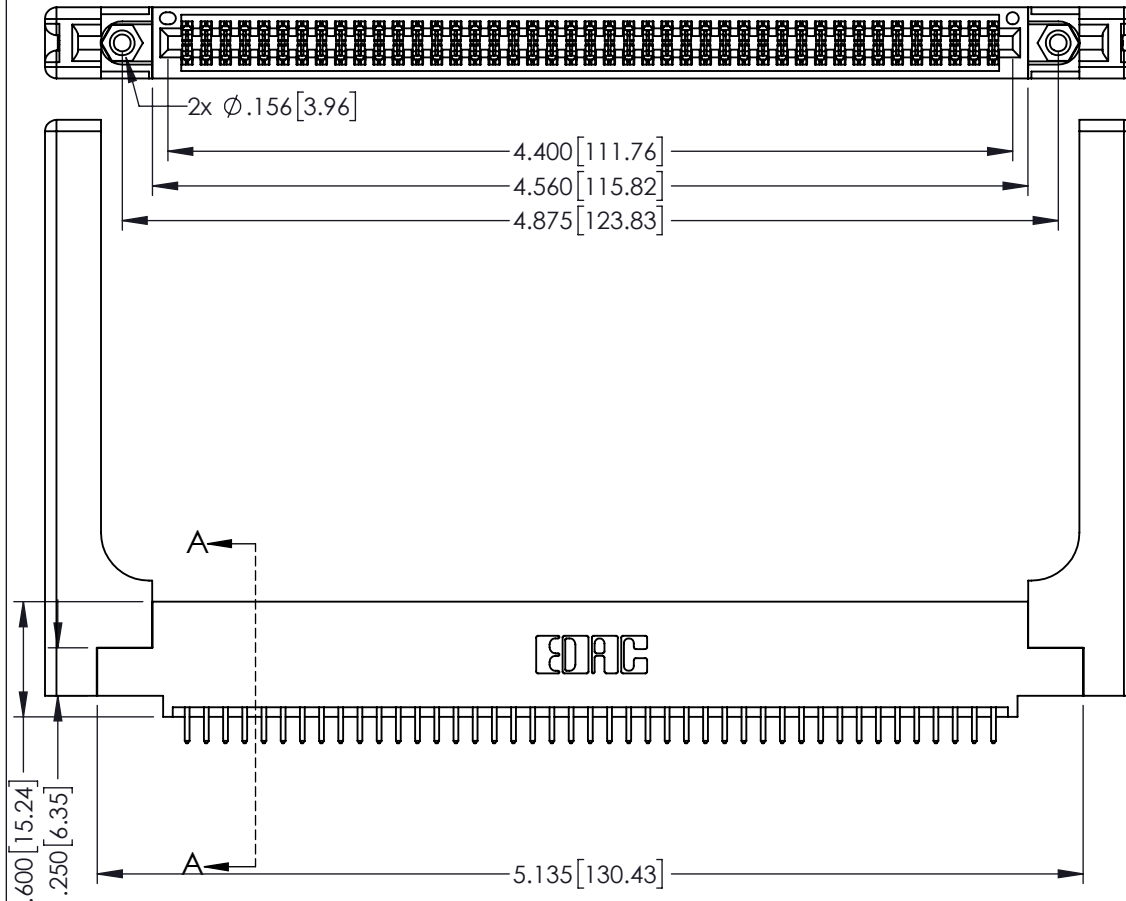 2x ∅.156[3.96]
4.400[111.76]
4.560[115.82]
4.875[123.83]
A
EDAC
.600[15.24]
.250[6.35]
A
5.135[130.43]